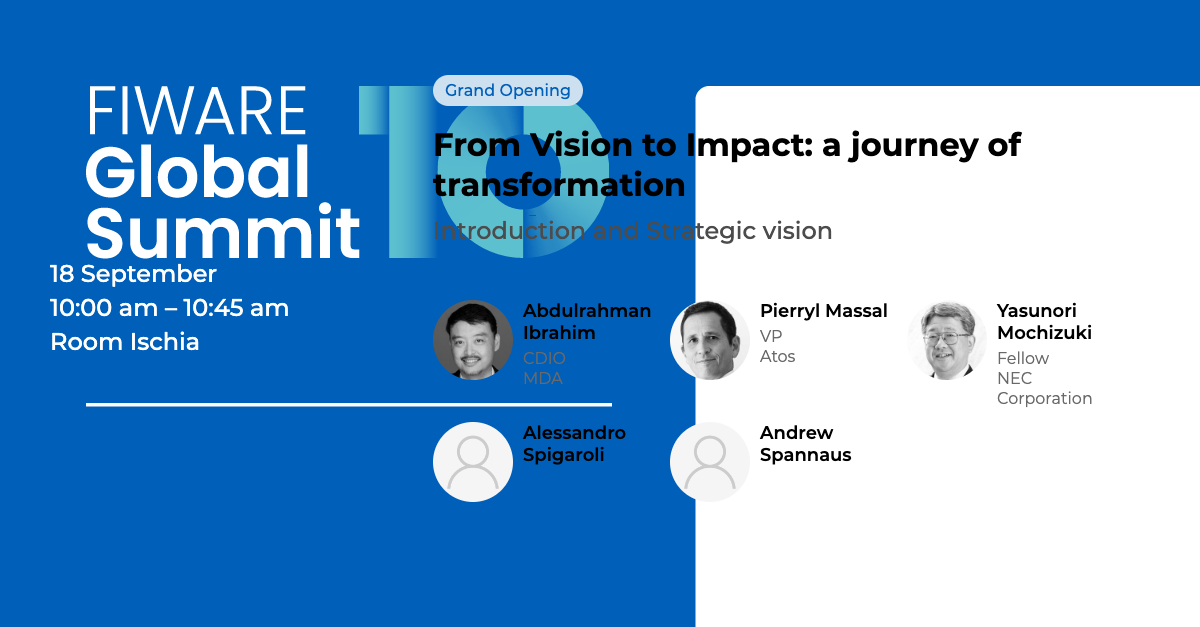 FIWARE
Global
Summit
10
18 September
10:00 am – 10:45 am
Room Ischia
Grand Opening
From Vision to Impact: a journey of
transformation
Introduction and Strategic vision
Abdulrahman
Ibrahim
CDIO
MDA
Pierryl Massal
VP
Atos
Yasunori
Mochizuki
Fellow
NEC
Corporation
Alessandro
Spigaroli
Andrew
Spannaus